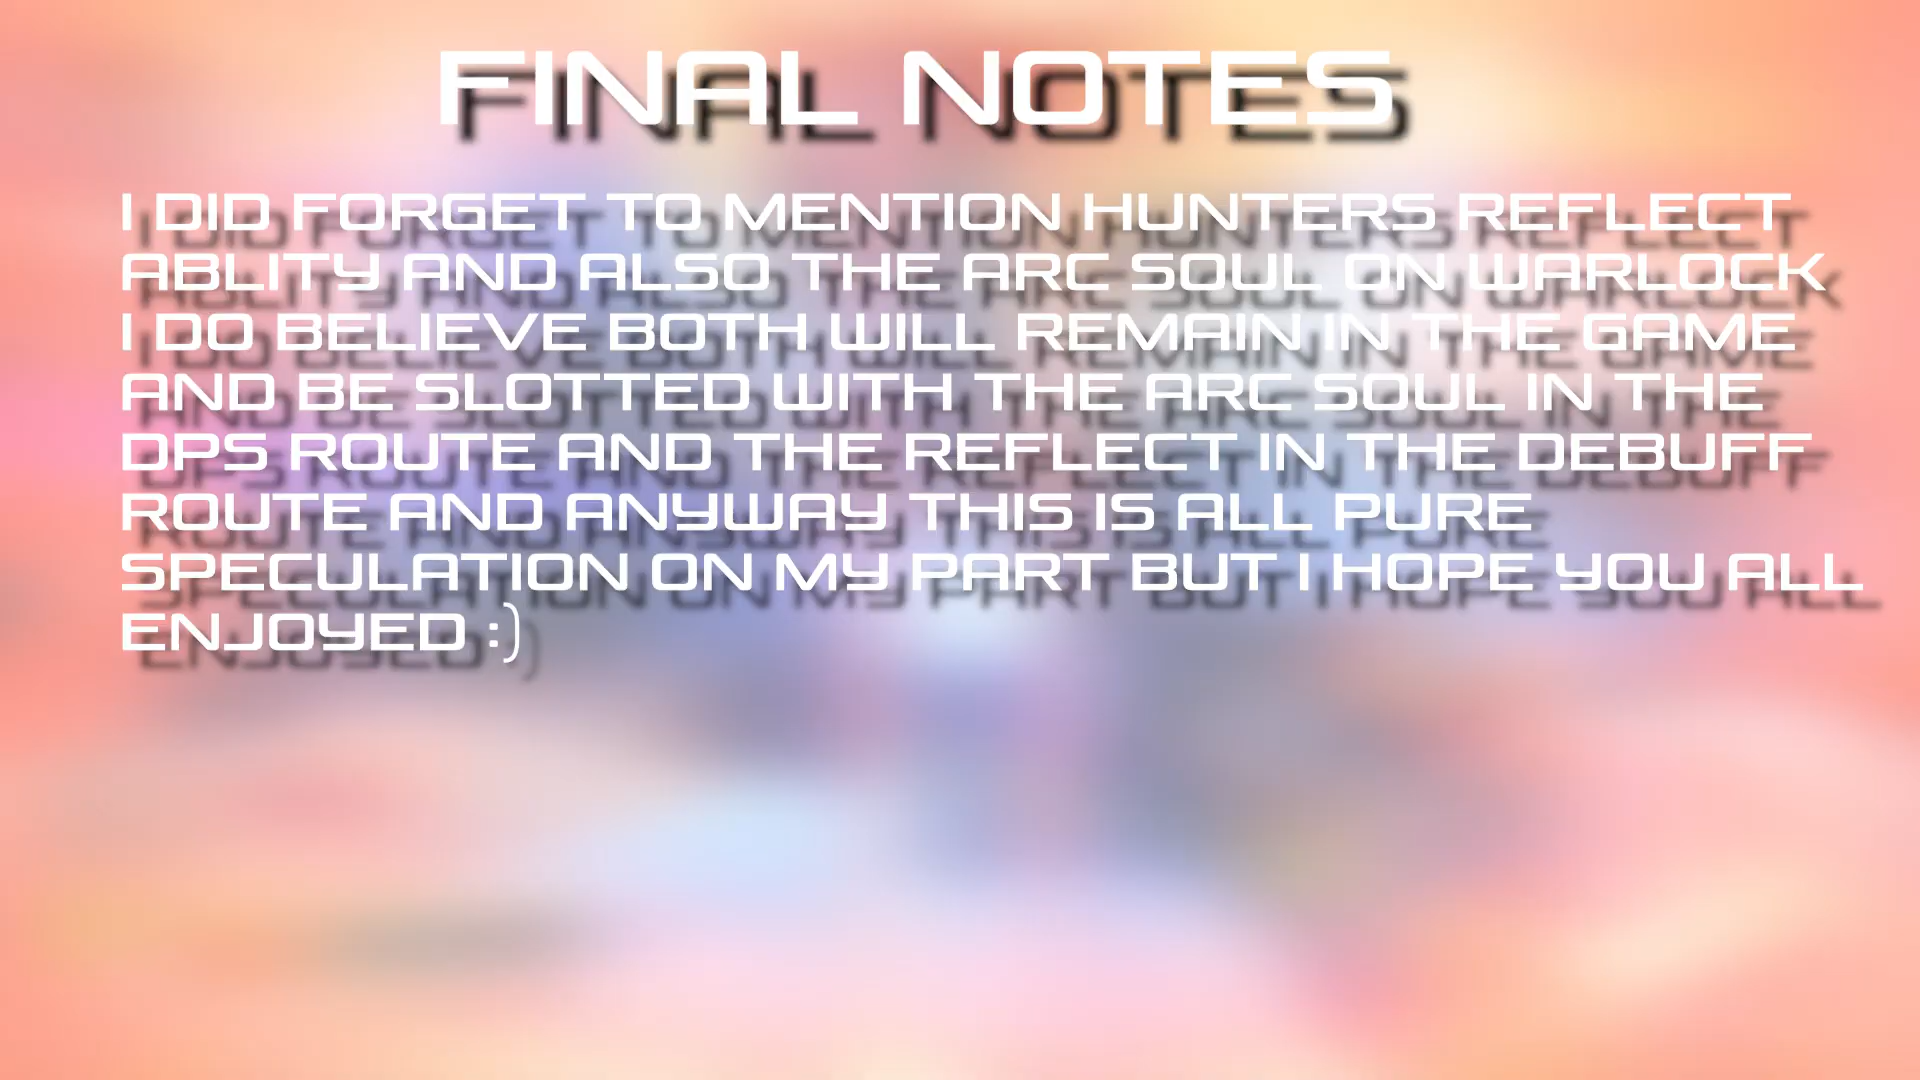 FINAL NOTES
I DID FORGET TO MENTION HUNTERS REFLECT
ABLITY AND ALSO THE ARC SOUL ON WARLOCK
I DO BELIEVE BOTH WILL REMAIN IN THE GAME
AND BE SLOTTED WITH THE ARC SOUL IN THE
DPS ROUTE AND THE REFLECT IN THE DEBUFF
ROUTE AND ANYWAY THIS IS ALL PURE
SPECULATION ON MY PART BUT I HOPE YOU ALL
ENJOYED :)